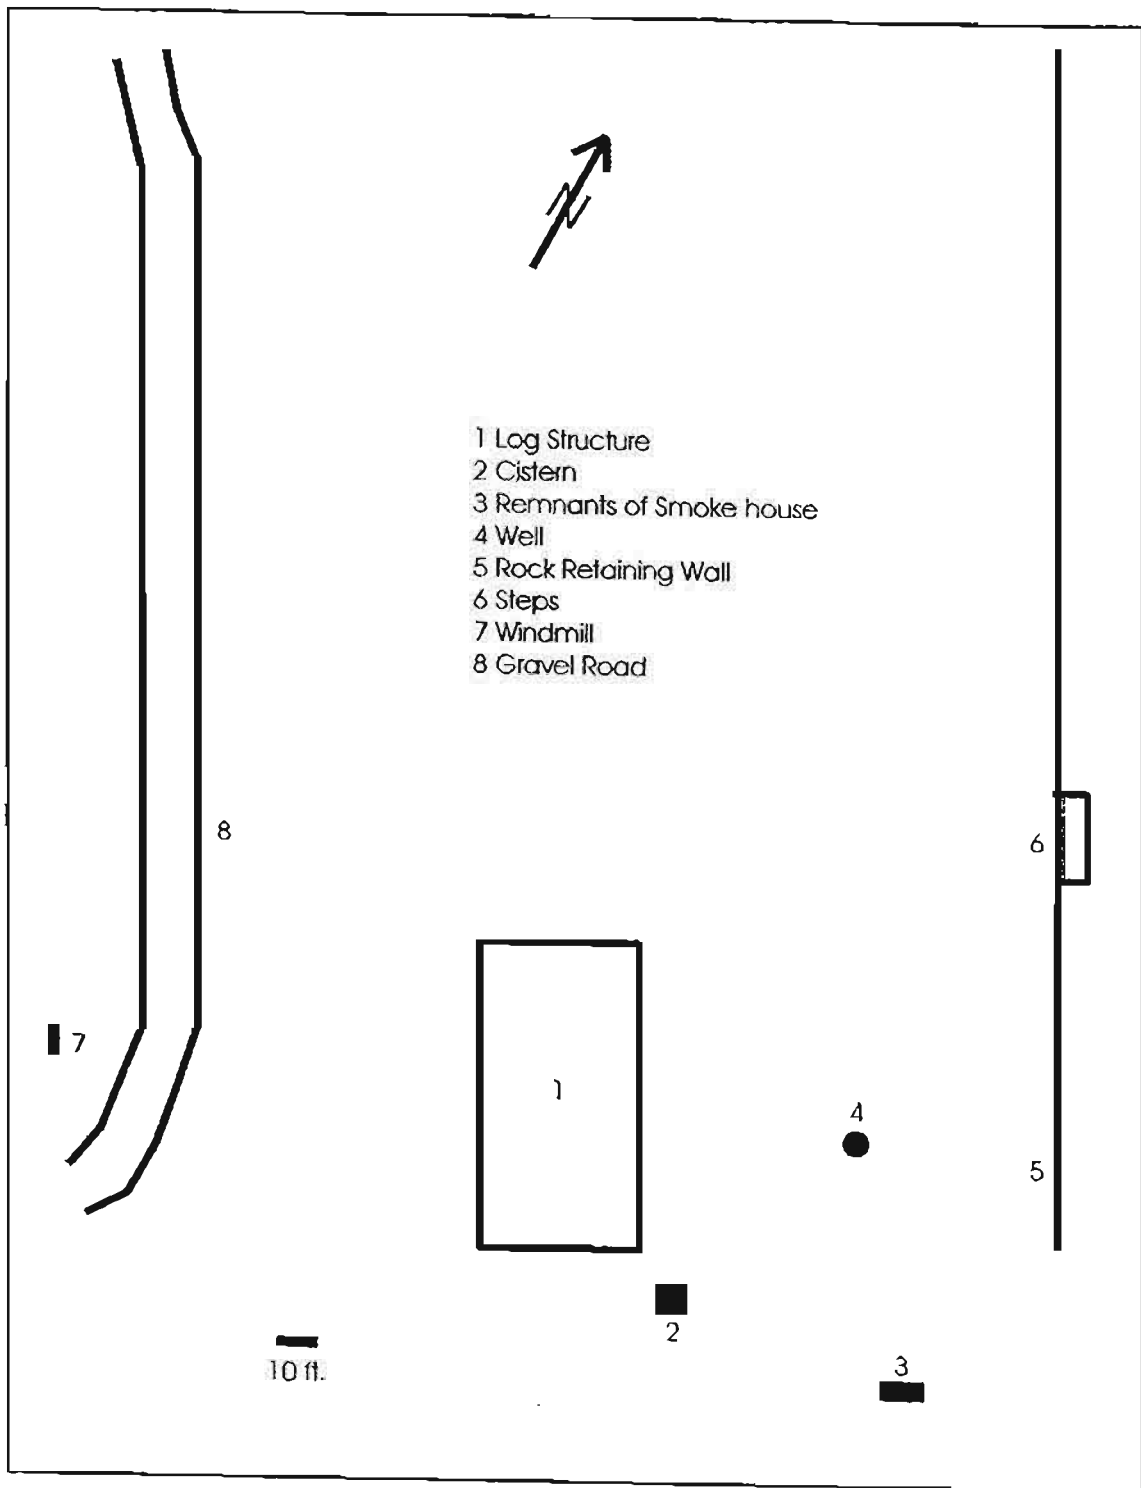 N
1 Log Structure
2 Cistern
3 Remnants of Smoke house
4 Well
5 Rock Retaining Wall
6 Steps
7 Windmill
8 Gravel Road
8
6
7
1
4
5
2
3
10 ft.